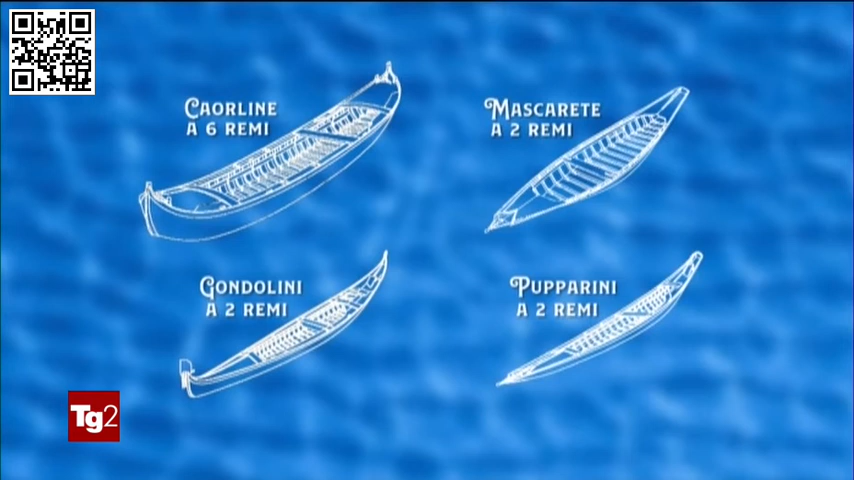 CAORLINE
A 6 REMI
MASCARETE
A 2 REMI
GONDOLINI
A 2 REMI
PUPPARINI
A 2 REMI
Tg2